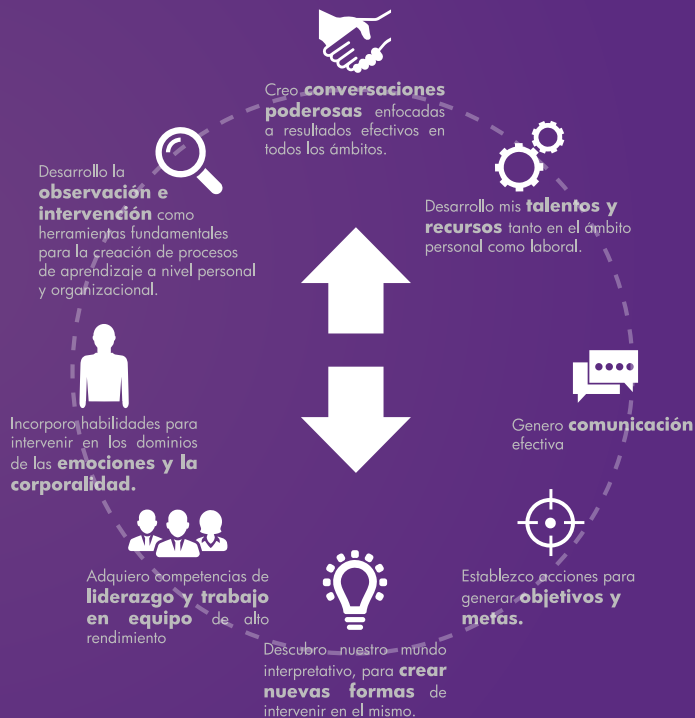 Creo conversaciones
poderosas enfocadas
a resultados efectivos en
todos los ámbitos.
Desarrollo mis talentos y
recursos tanto en el ámbito
personal como laboral.
Genero comunicación
efectiva
Establezco acciones para
generar objetivos y
metas.
Descubro nuestro mundo
interpretativo, para crear
nuevas formas de
intervenir en el mismo.
Adquiero competencias de
liderazgo y trabajo
en equipo de alto
rendimiento
Incorporo habilidades para
intervenir en los dominios
de las emociones y la
corporalidad.
Desarrollo la
observación e
intervención como
herramientas fundamentales
para la creación de procesos
de aprendizaje a nivel personal
y organizacional.